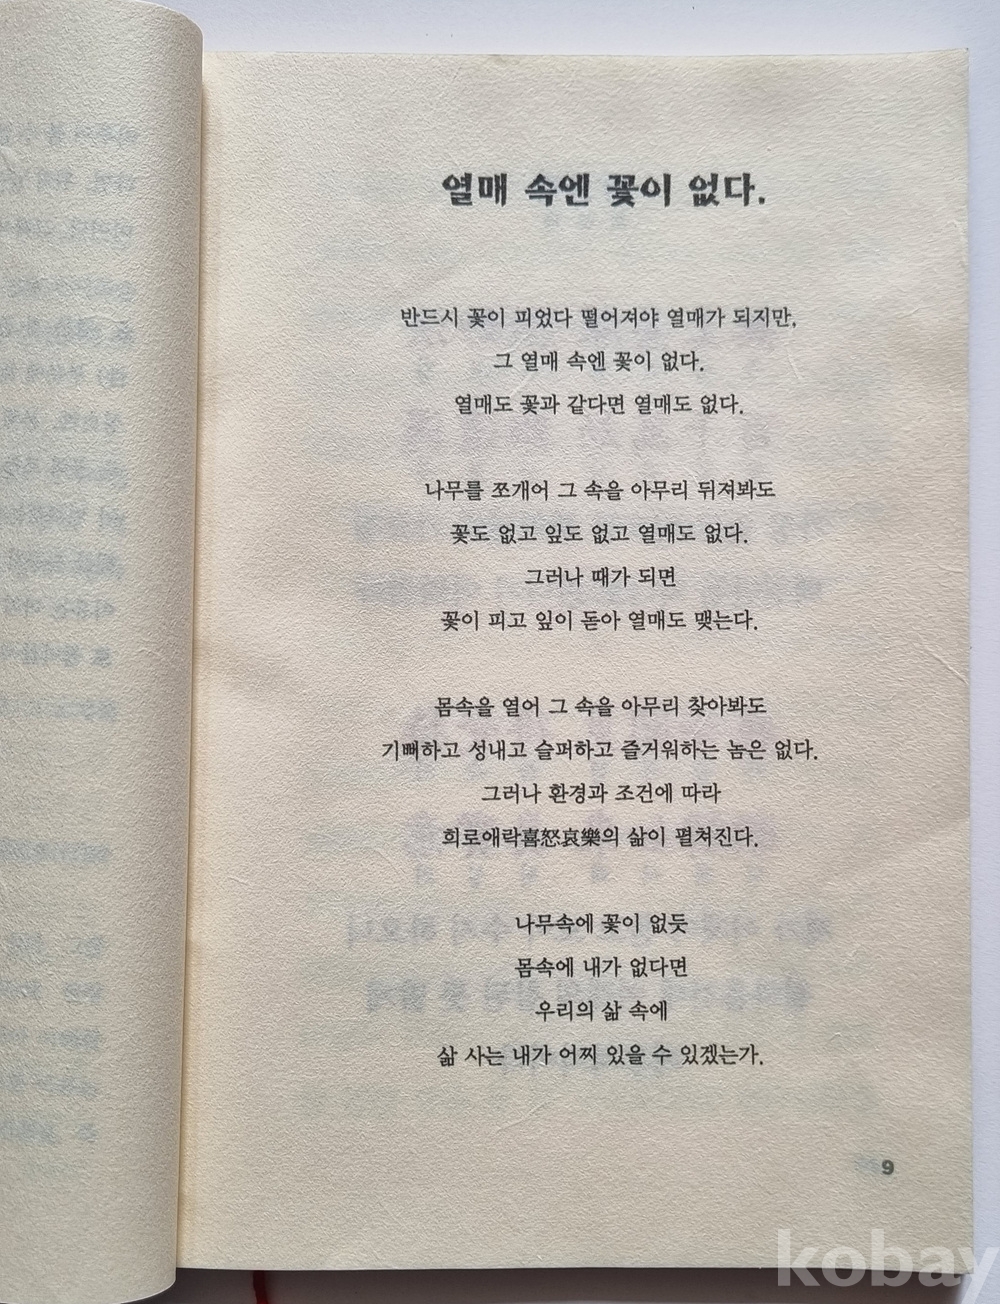 열매 속엔 꽃이 없다.
반드시 꽃이 피었다 떨어져야 열매가 되지만,
그 열매 속엔 꽃이 없다.
열매도 꽃과 같다면 열매도 없다.
나무를 쪼개어 그 속을 아무리 뒤져봐도
꽃도 없고 잎도 없고 열매도 없다.
그러나 때가 되면
꽃이 피고 잎이 돋아 열매도 맺는다.
몸속을 열어 그 속을 아무리 찾아봐도
기뻐하고 성내고 슬퍼하고 즐거워하는 놈은 없다.
그러나 환경과 조건에 따라
희로애락喜怒哀樂의 삶이 펼쳐진다.
나무속에 꽃이 없듯
몸속에 내가 없다면
우리의 삶 속에
삶 사는 내가 어찌 있을 수 있겠는가.
9
kobay